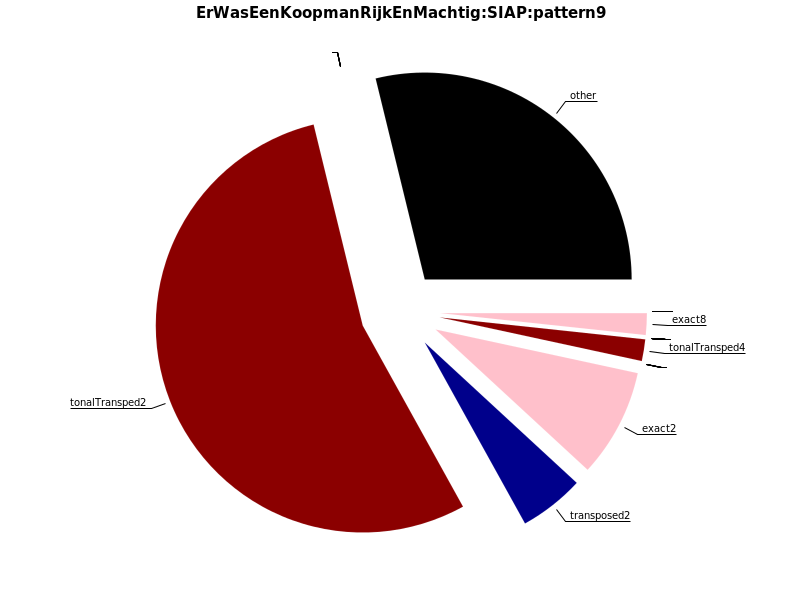 ErWasEenKoopmanRijkEnMachtig:SIAP:pattern9
other
exact8
tonalTransped4
tonalTransped2
exact2
transposed2